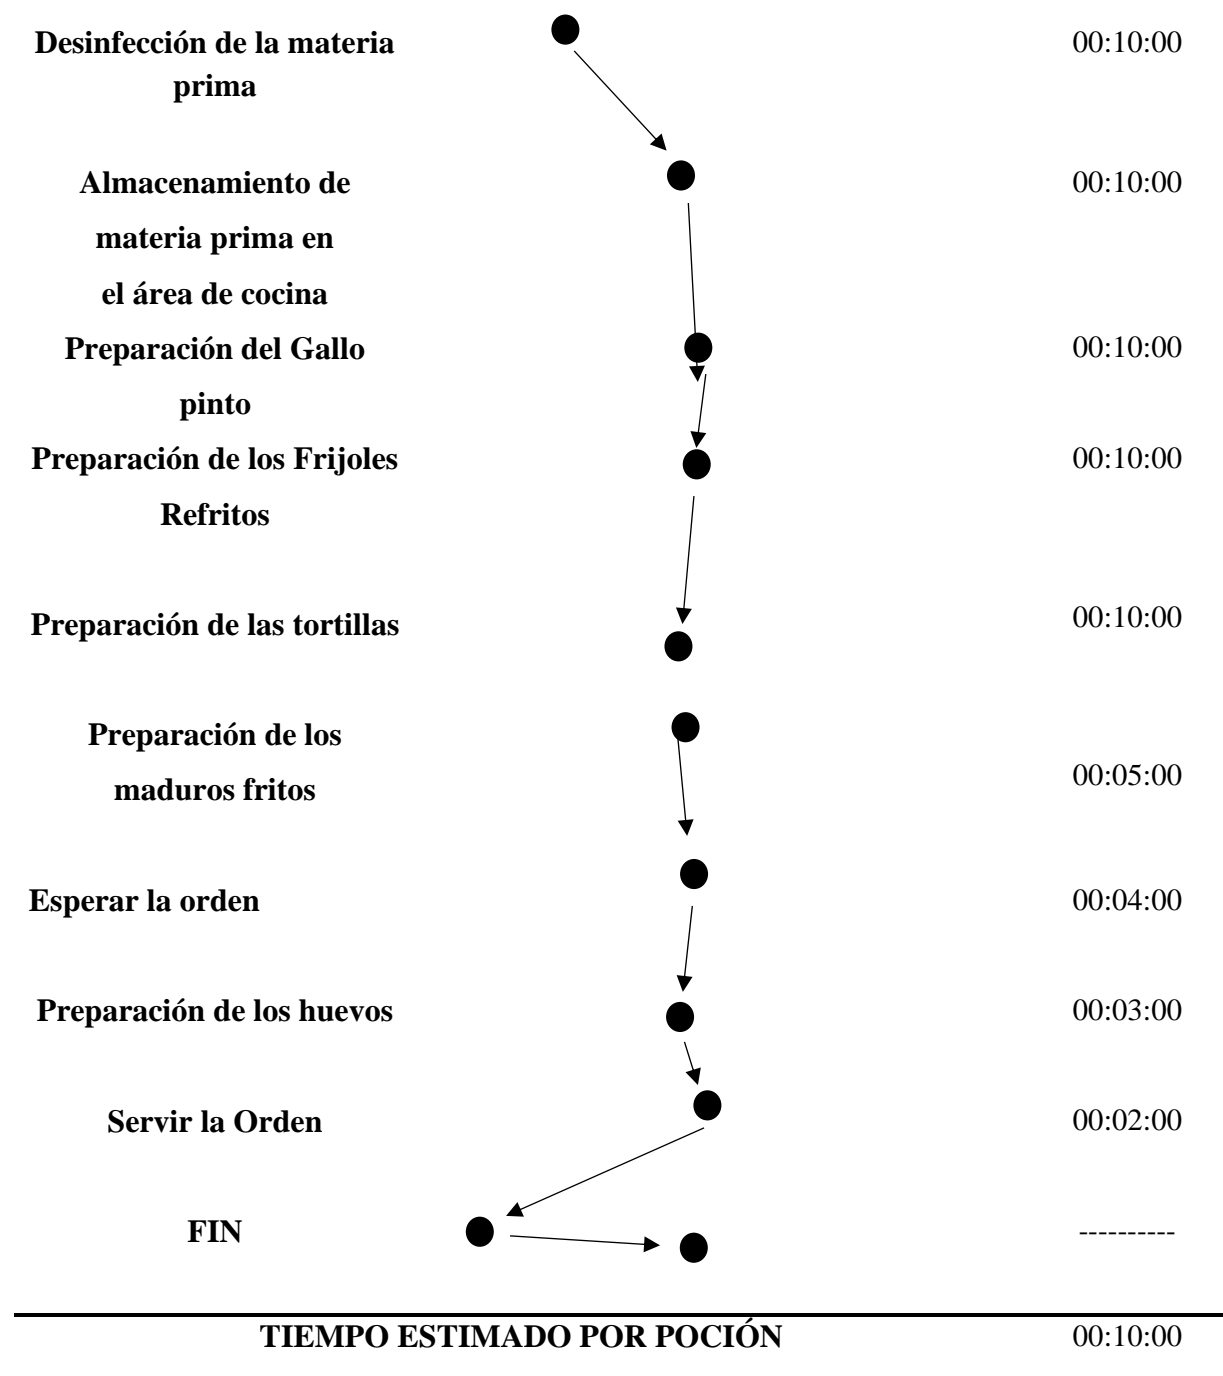 Desinfección de la materia 00:10:00
prima
Almacenamiento de 00:10:00
materia prima en
el área de cocina
Preparación del Gallo 00:10:00
pinto
Preparación de los Frijoles 00:10:00
Refritos
Preparación de las tortillas 00:10:00
Preparación de los
maduros fritos 00:05:00
Esperar la orden 00:04:00
Preparación de los huevos 00:03:00
Servir la Orden 00:02:00
FIN ----------
TIEMPO ESTIMADO POR POCIÓN 00:10:00